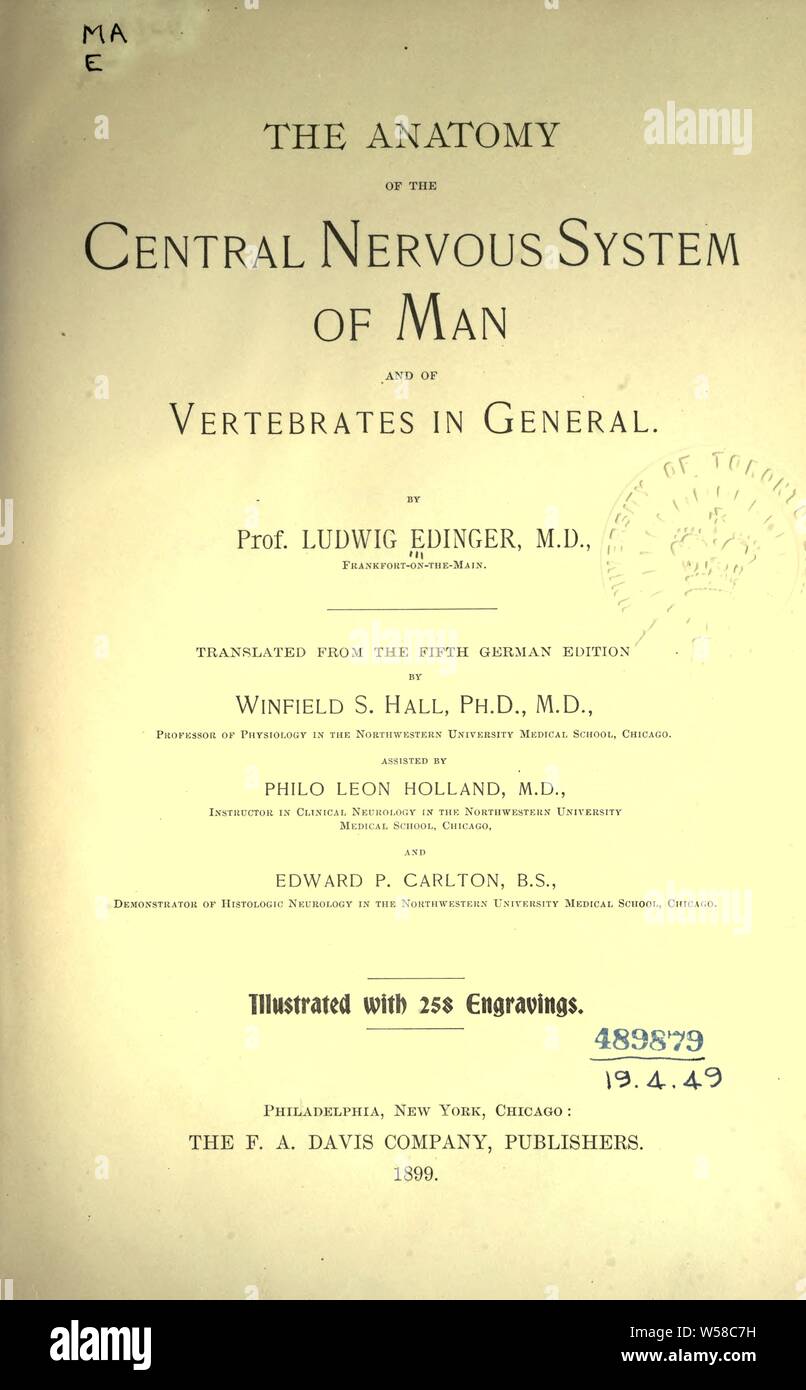 MA
E
THE ANATOMY
OF THE
CENTRAL NERVOUS SYSTEM
OF MAN
AND OF
VERTEBRATES IN GENERAL.
BY
Prof. LUDWIG EDINGER, M.D.,
FRANKFORT-ON-THE-MAIN.
TRANSLATED FROM THE FIFTH GERMAN EDITION
BY
WINFIELD S. HALL, PH.D., M.D.,
PROFESSOR OF PHYSIOLOGY IN THE NORTHWESTERN UNIVERSITY MEDICAL SCHOOL, CHICAGO.
ASSISTED BY
PHILO LEON HOLLAND, M.D.,
INSTRUCTOR IN CLINICAL NEUROLOGY IN THE NORTHWESTERN UNIVERSITY
MEDICAL SCHOOL, CHICAGO,
AND
EDWARD P. CARLTON, B.S.,
DEMONSTRATOR OF HISTOLOGIC NEUROLOGY IN THE NORTHWESTERN UNIVERSITY MEDICAL SCHOOL, CHICAGO.
Illustrated with 258 Engravings.
489879
19.4.49
PHILADELPHIA, NEW YORK, CHICAGO:
THE F. A. DAVIS COMPANY, PUBLISHERS.
1899.
alamy
alamy
alamy
a alamy
Image ID: W58C7H
www.alamy.com